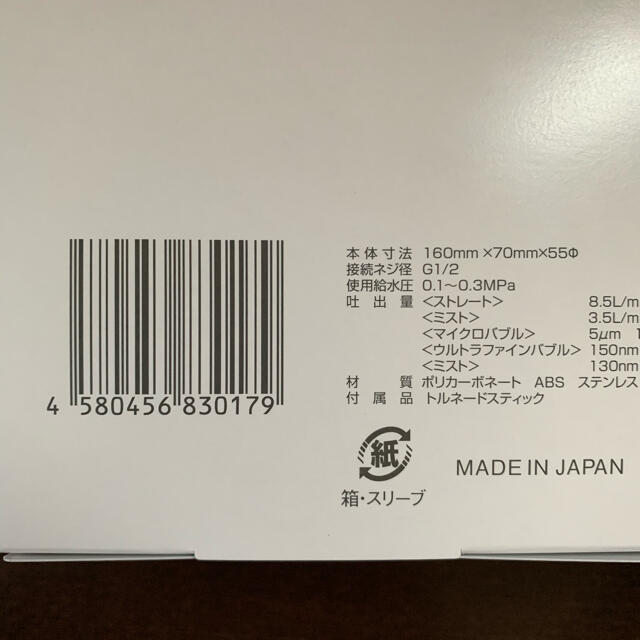 本体寸法 160mm×70mm×55Φ
接続ネジ径 G1/2
使用給水圧 0.1～0.3MPa
吐出量 <ストレート> 8.5L/m
<ミスト> 3.5L/m
<マイクロバブル> 5μm 1
<ウルトラファインバブル> 150nm
<ミスト> 130nm
材質 ポリカーボネート ABS ステンレス
付属品 トルネードスティック
4 580456 830179
紙
箱・スリーブ
MADE IN JAPAN